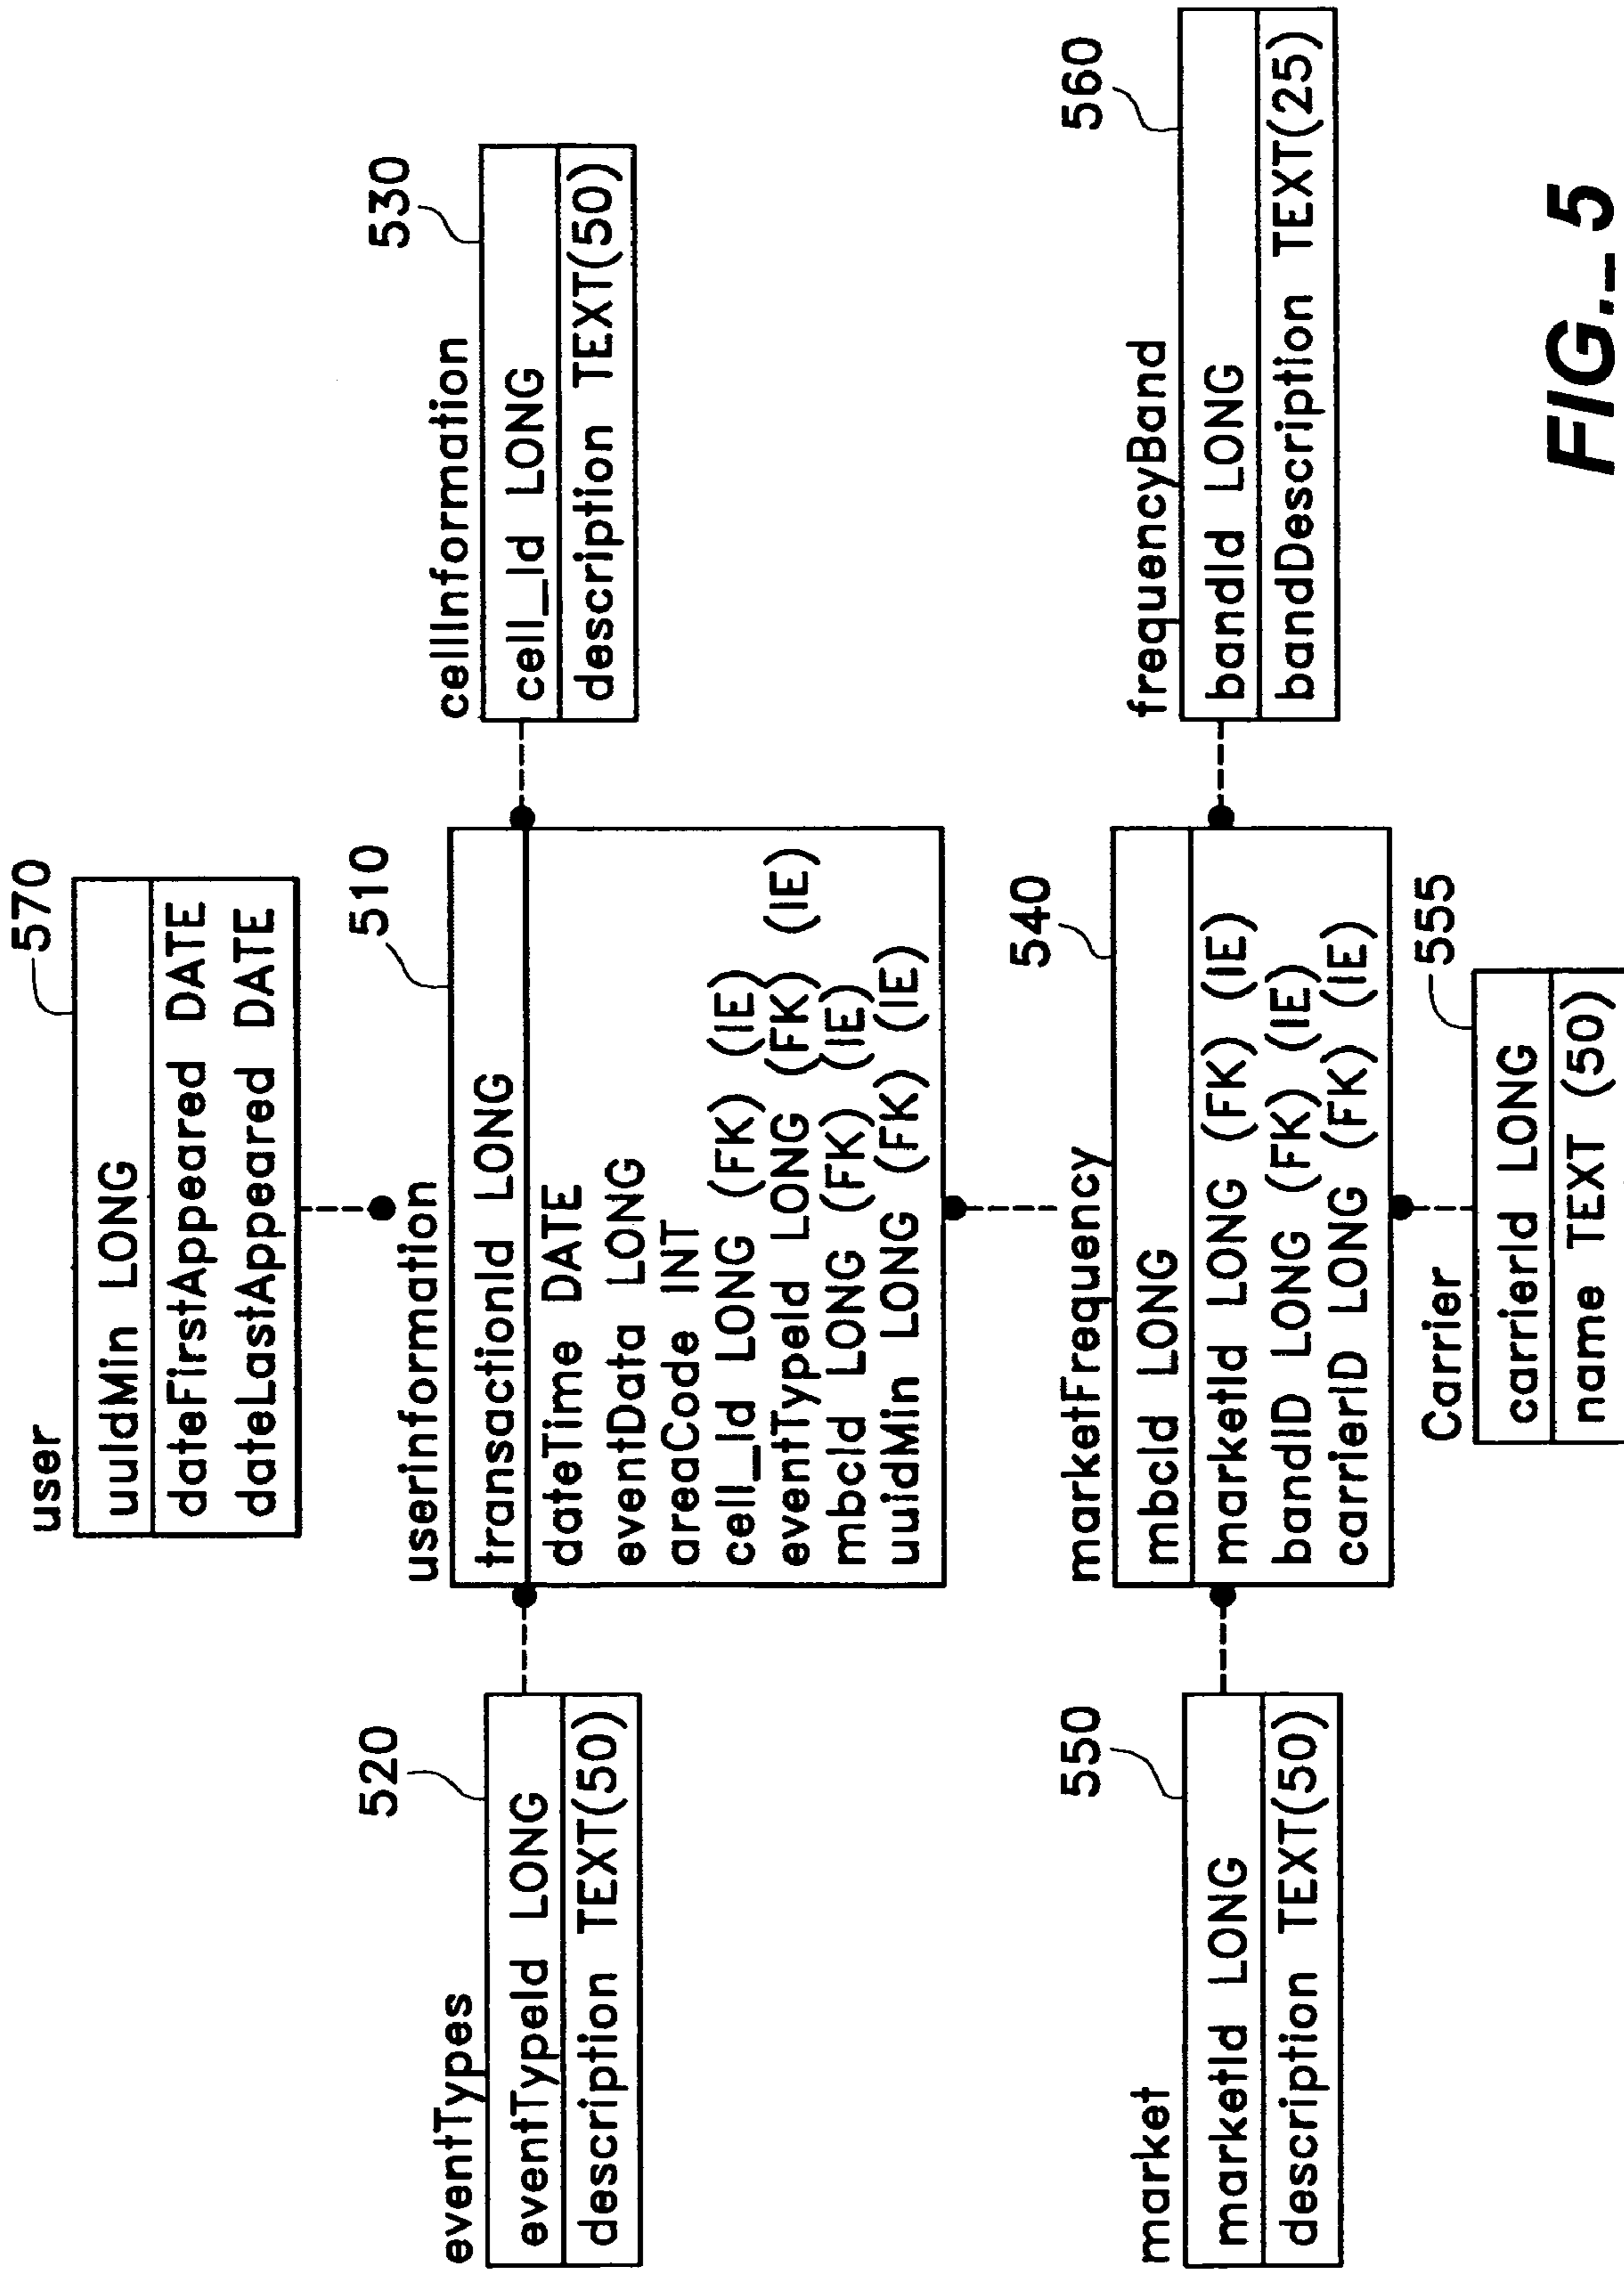 user
570
uuIdMin LONG
dateFirstAppeared DATE
dateLastAppeared DATE
eventTypes
520
eventTypeId LONG
description TEXT(50)
userinformation
510
transactionId LONG
dateTime DATE
eventData LONG
areaCode INT
cell_Id LONG (FK) (IE)
eventTypeId LONG (FK) (IE)
mbcId LONG (FK) (IE)
uuidMin LONG (FK) (IE)
cellInformation
530
cell_Id LONG
description TEXT(50)
market
550
marketId LONG
description TEXT(50)
marketFrequency
540
mbcId LONG
marketId LONG (FK) (IE)
bandID LONG (FK) (IE)
carrierID LONG (FK) (IE)
frequencyBand
560
bandId LONG
bandDescription TEXT(25)
Carrier
555
carrierId LONG
name TEXT (50)
FIG._ 5